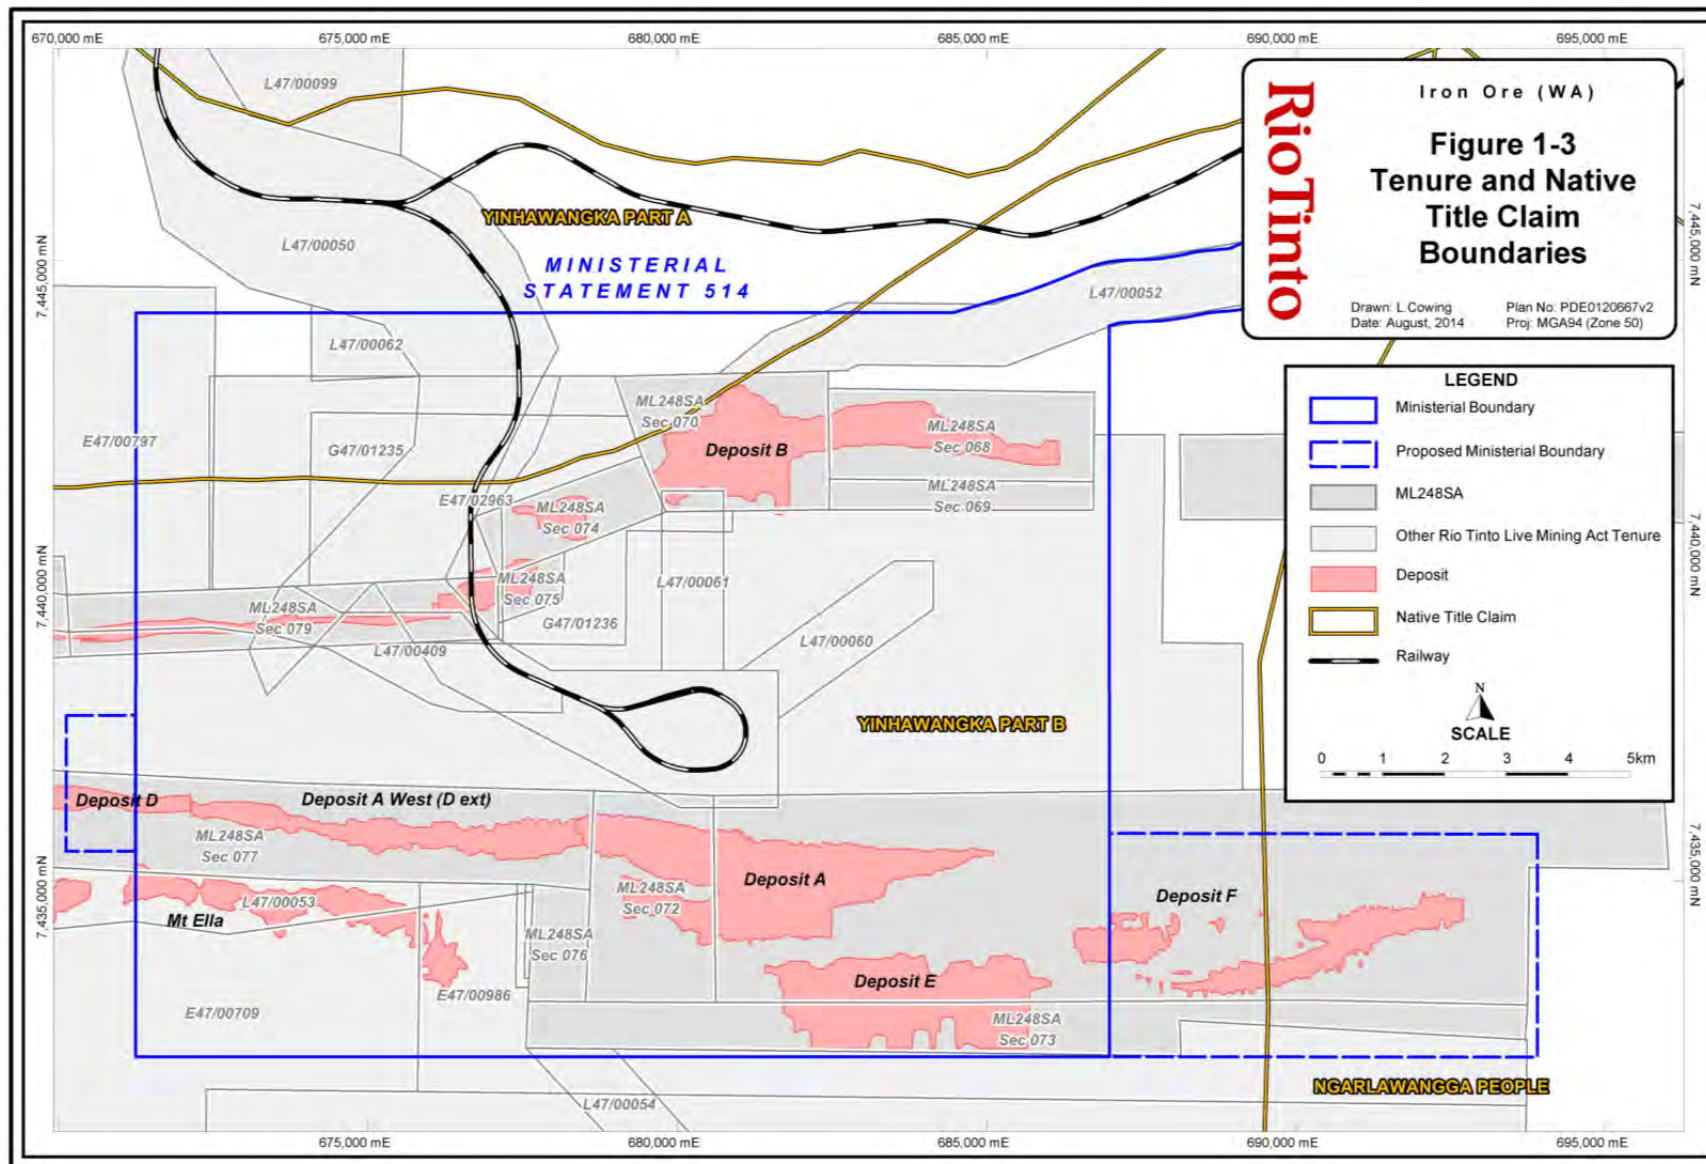 670,000 mE
675,000 mE
680,000 mE
685,000 mE
690,000 mE
695,000 mE
RioTinto
Iron Ore (WA)
Figure 1-3
Tenure and Native
Title Claim
Boundaries
Drawn: L Cowing
Plan No: PDE0120667v2
Date: August, 2014
Proj: MGA94 (Zone 50)
L47/00099
YINHAWANGKA PART A
L47/00050
7,445,000 mN
7,445,000 mN
MINISTERIAL
STATEMENT 514
L47/00052
L47/00062
LEGEND
Ministerial Boundary
Proposed Ministerial Boundary
ML248SA
Other Rio Tinto Live Mining Act Tenure
Deposit
Native Title Claim
Railway
N
SCALE
0 1 2 3 4 5km
ML248SA
Sec 070
E47/00797
G47/01235
Deposit B
ML248SA
Sec 068
E47/02963
ML248SA
Sec 069
ML248SA
Sec 074
7,440,000 mN
7,440,000 mN
ML248SA
Sec 075
L47/00061
ML248SA
Sec 079
G47/01236
L47/00060
L47/00409
YINHAWANGKA PART B
Deposit D
Deposit A West (D ext)
ML248SA
Sec 077
7,435,000 mN
7,435,000 mN
Deposit A
ML248SA
Sec 072
L47/00053
Mt Ella
Deposit F
ML248SA
Sec 076
Deposit E
E47/00986
E47/00709
ML248SA
Sec 073
NGARLAWANGGA PEOPLE
L47/00054
675,000 mE
680,000 mE
685,000 mE
690,000 mE
695,000 mE